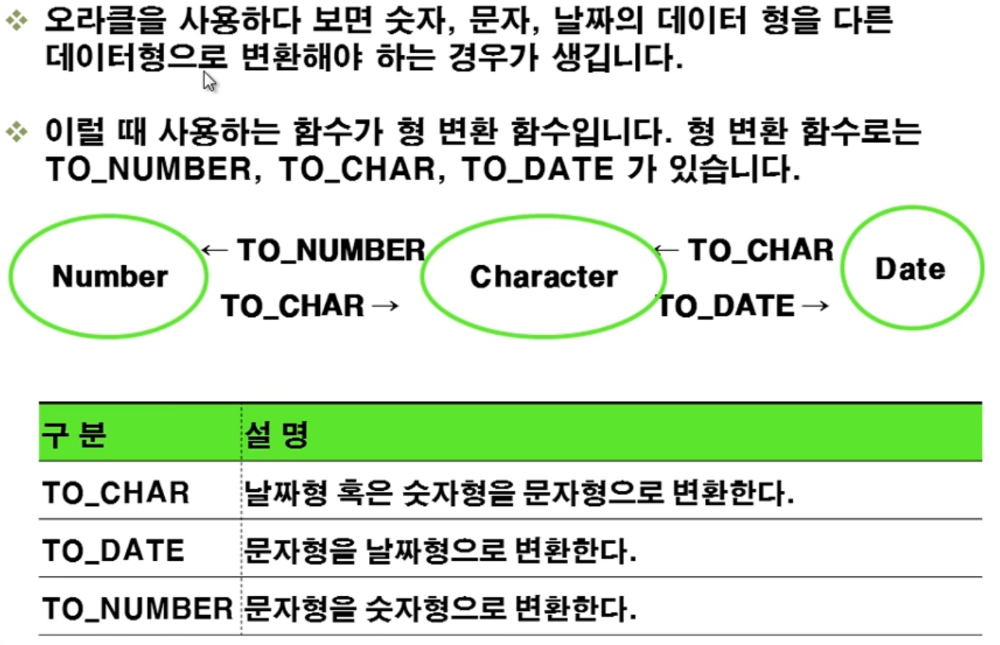 ❖ 오라클을 사용하다 보면 숫자, 문자, 날짜의 데이터 형을 다른
데이터형으로 변환해야 하는 경우가 생깁니다.
❖ 이럴 때 사용하는 함수가 형 변환 함수입니다. 형 변환 함수로는
TO_NUMBER, TO_CHAR, TO_DATE 가 있습니다.
← TO_NUMBER ← TO_CHAR
Number Character Date
TO_CHAR → TO_DATE →
구 분 설 명
TO_CHAR 날짜형 혹은 숫자형을 문자형으로 변환한다.
TO_DATE 문자형을 날짜형으로 변환한다.
TO_NUMBER 문자형을 숫자형으로 변환한다.